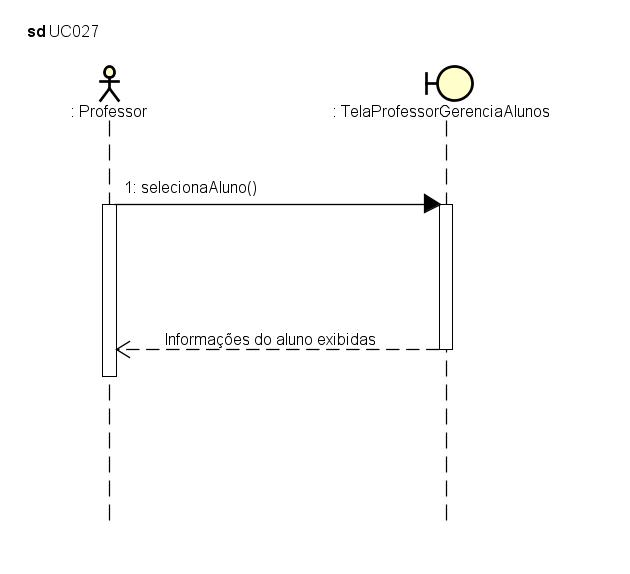 sd UC027
: Professor
: TelaProfessorGerenciaAlunos
1: selecionaAluno()
Informações do aluno exibidas